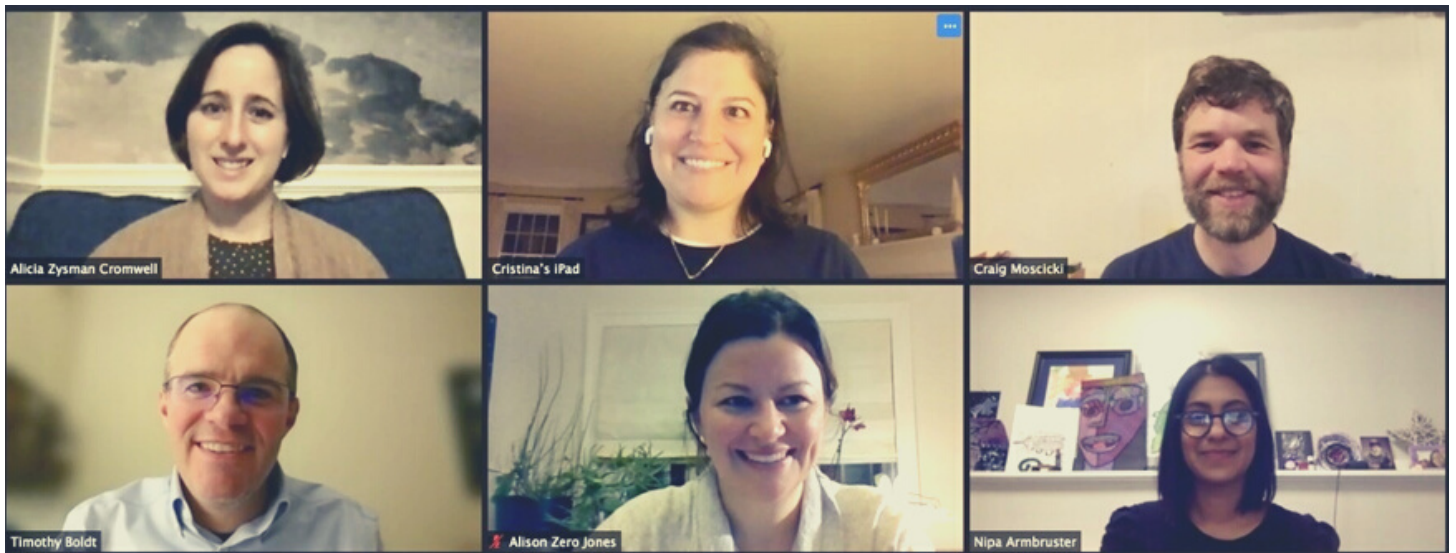 Alicia Zysman Cromwell
Cristina's iPad
Craig Moscicki
Timothy Boldt
Alison Zero Jones
Nipa Armbruster